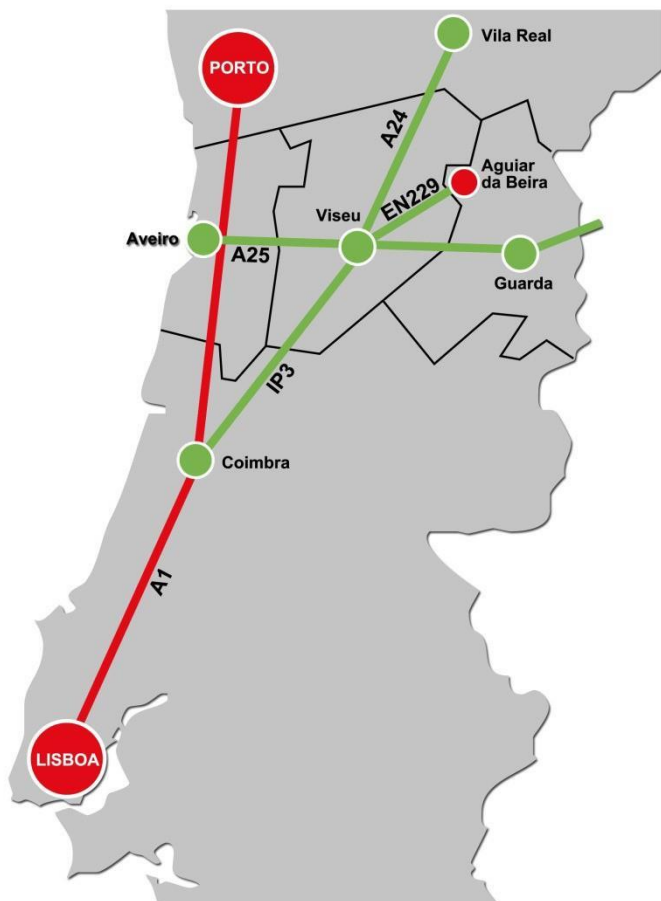 Vila Real
PORTO
A24
Aguiar
da Beira
EN229
Viseu
Aveiro
A25
Guarda
IP3
Coimbra
A1
LISBOA